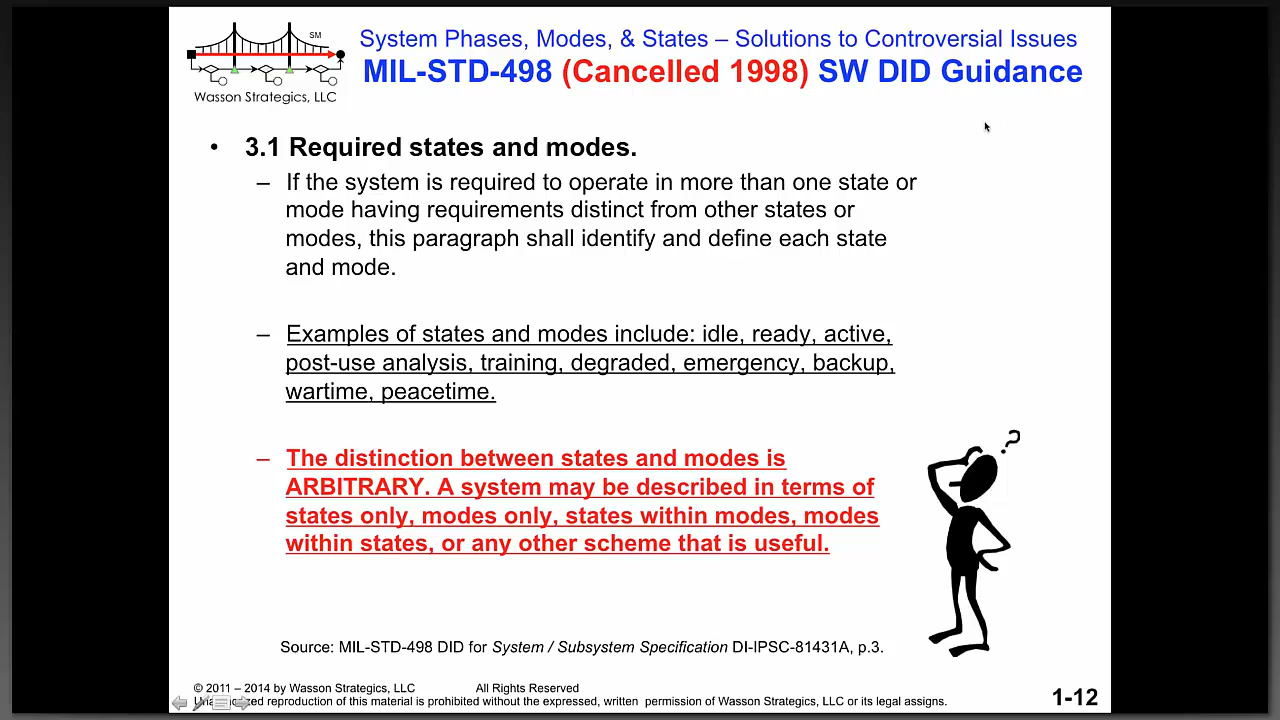 SM
Wasson Strategics, LLC
System Phases, Modes, & States – Solutions to Controversial Issues
MIL-STD-498 (Cancelled 1998) SW DID Guidance
• 3.1 Required states and modes.
– If the system is required to operate in more than one state or
mode having requirements distinct from other states or
modes, this paragraph shall identify and define each state
and mode.
– Examples of states and modes include: idle, ready, active,
post-use analysis, training, degraded, emergency, backup,
wartime, peacetime.
– The distinction between states and modes is
ARBITRARY. A system may be described in terms of
states only, modes only, states within modes, modes
within states, or any other scheme that is useful.
?
Source: MIL-STD-498 DID for System / Subsystem Specification DI-IPSC-81431A, p.3.
© 2011 – 2014 by Wasson Strategics, LLC All Rights Reserved
reproduction of this material is prohibited without the expressed, written permission of Wasson Strategics, LLC or its legal assigns.
1-12